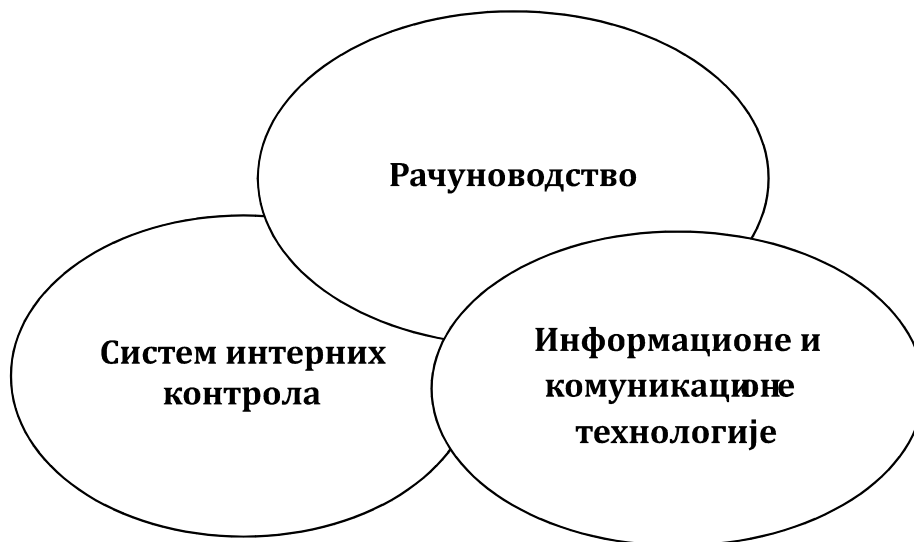 Рачуноводство
Систем интерних
контрола
Информационе и
комуникационе
технологије